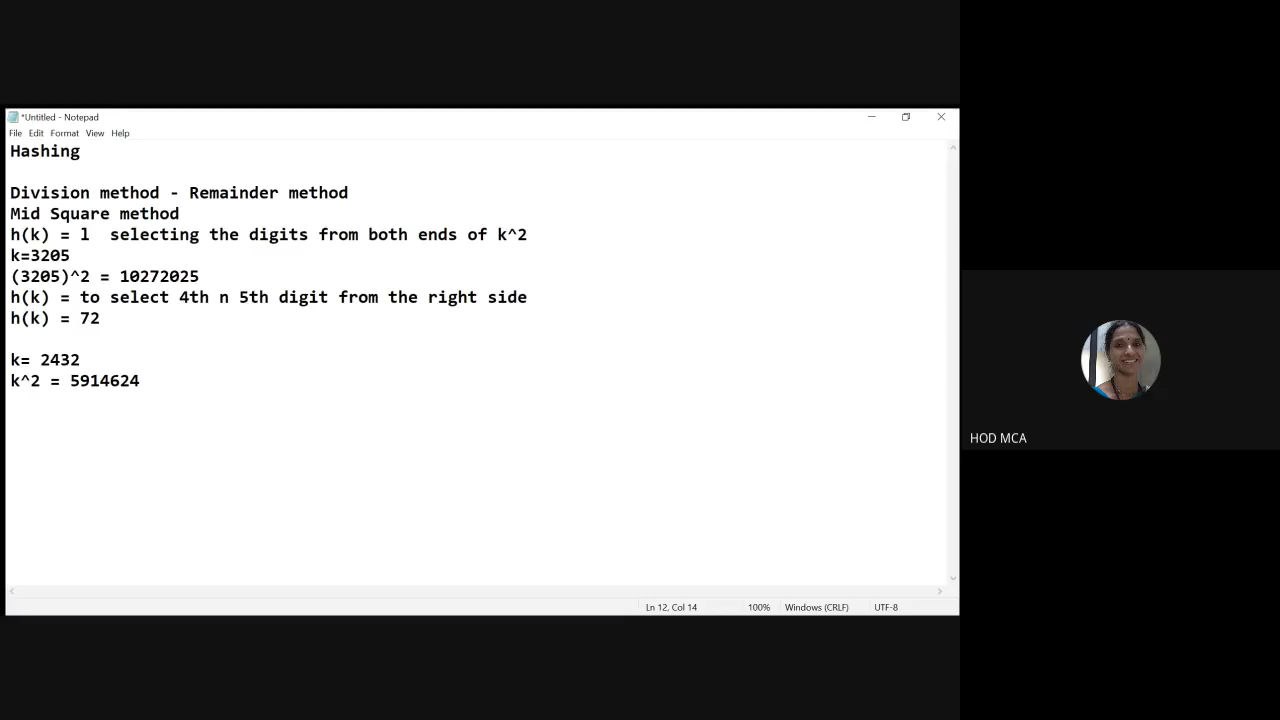 *Untitled - Notepad
File Edit Format View Help
Hashing
Division method - Remainder method
Mid Square method
h(k) = l  selecting the digits from both ends of k^2
k=3205
(3205)^2 = 10272025
h(k) = to select 4th n 5th digit from the right side
h(k) = 72
k= 2432
k^2 = 5914624
Ln 12, Col 14 100% Windows (CRLF) UTF-8
HOD MCA